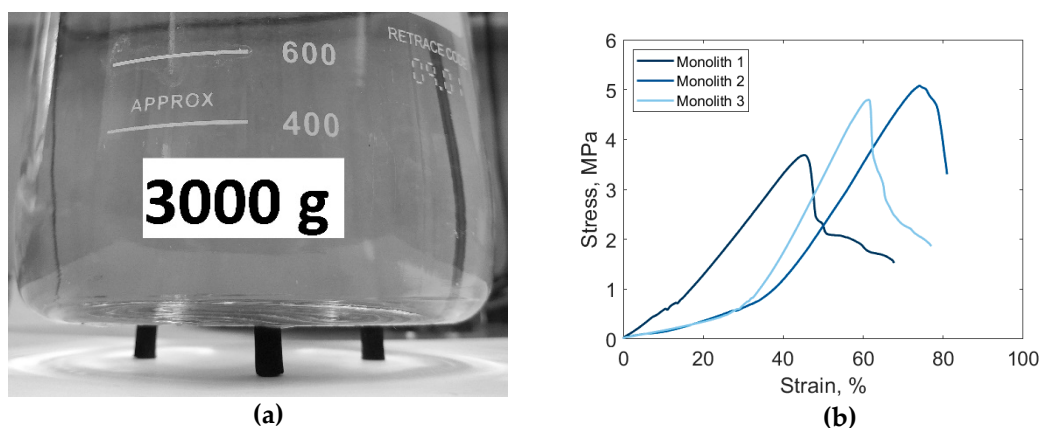 600
RETRACE CODE
APPROX
400
3000 g
(a)
6
5
4
3
2
1
0
Stress, MPa
Monolith 1
Monolith 2
Monolith 3
0 20 40 60 80 100
Strain, %
(b)